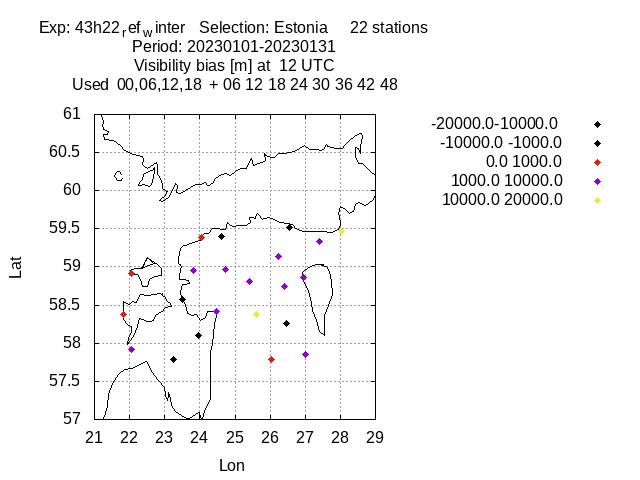 Exp: 43h22refwinter   Selection: Estonia     22 stations
Period: 20230101-20230131
Visibility bias [m] at  12 UTC
Used  00,06,12,18  + 06 12 18 24 30 36 42 48
-20000.0-10000.0
-10000.0 -1000.0
0.0 1000.0
1000.0 10000.0
10000.0 20000.0
61
60.5
60
59.5
59
58.5
58
57.5
57
Lat
21 22 23 24 25 26 27 28 29
Lon